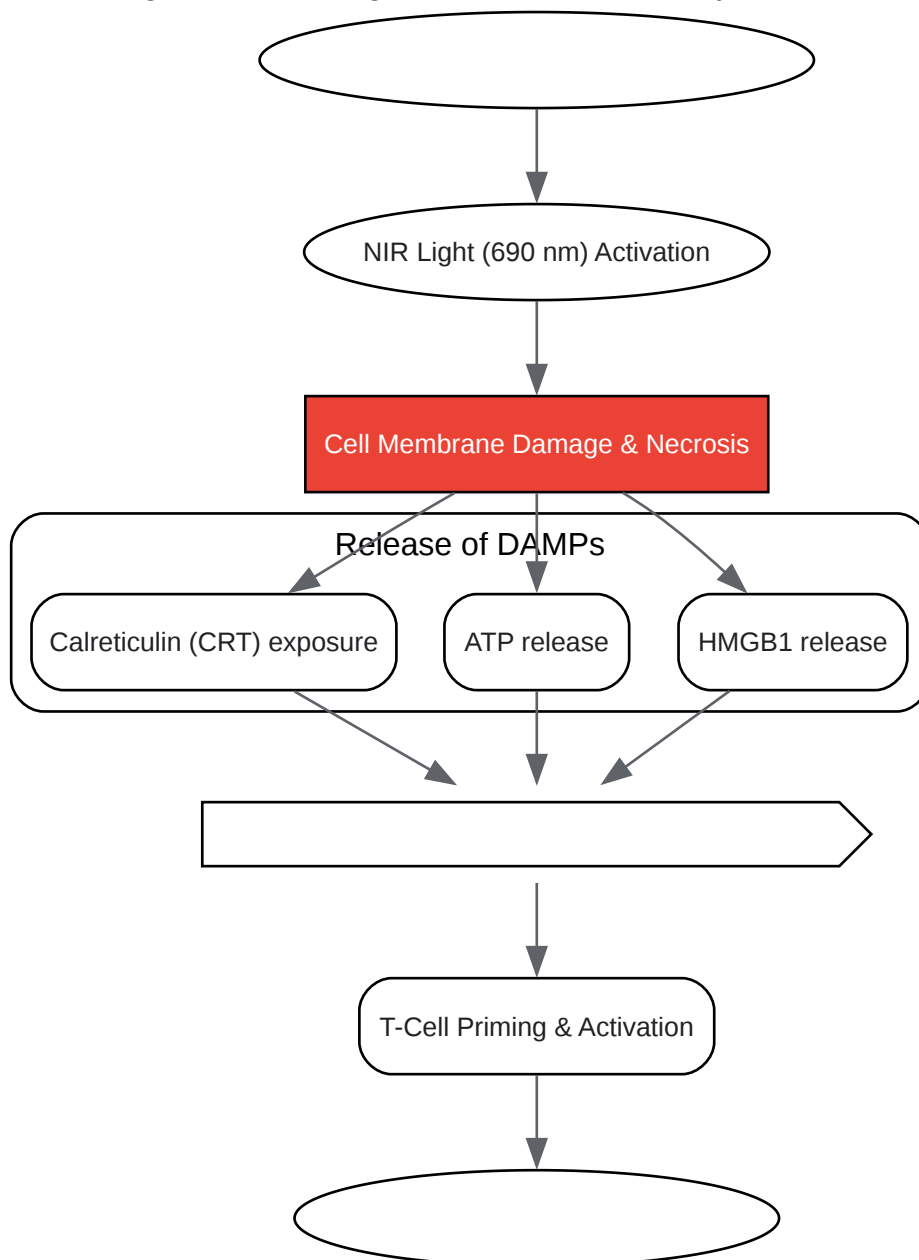 NIR Light (690 nm) Activation
Cell Membrane Damage & Necrosis
Release of DAMPs
Calreticulin (CRT) exposure
ATP release
HMGB1 release
T-Cell Priming & Activation